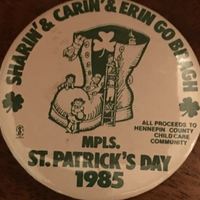 SHARIN' & CARIN' & ERIN GO BRAGH
MPLS.
ST. PATRICK'S DAY
1985
ALL PROCEEDS TO
HENNEPIN COUNTY
CHILD CARE
COMMUNITY